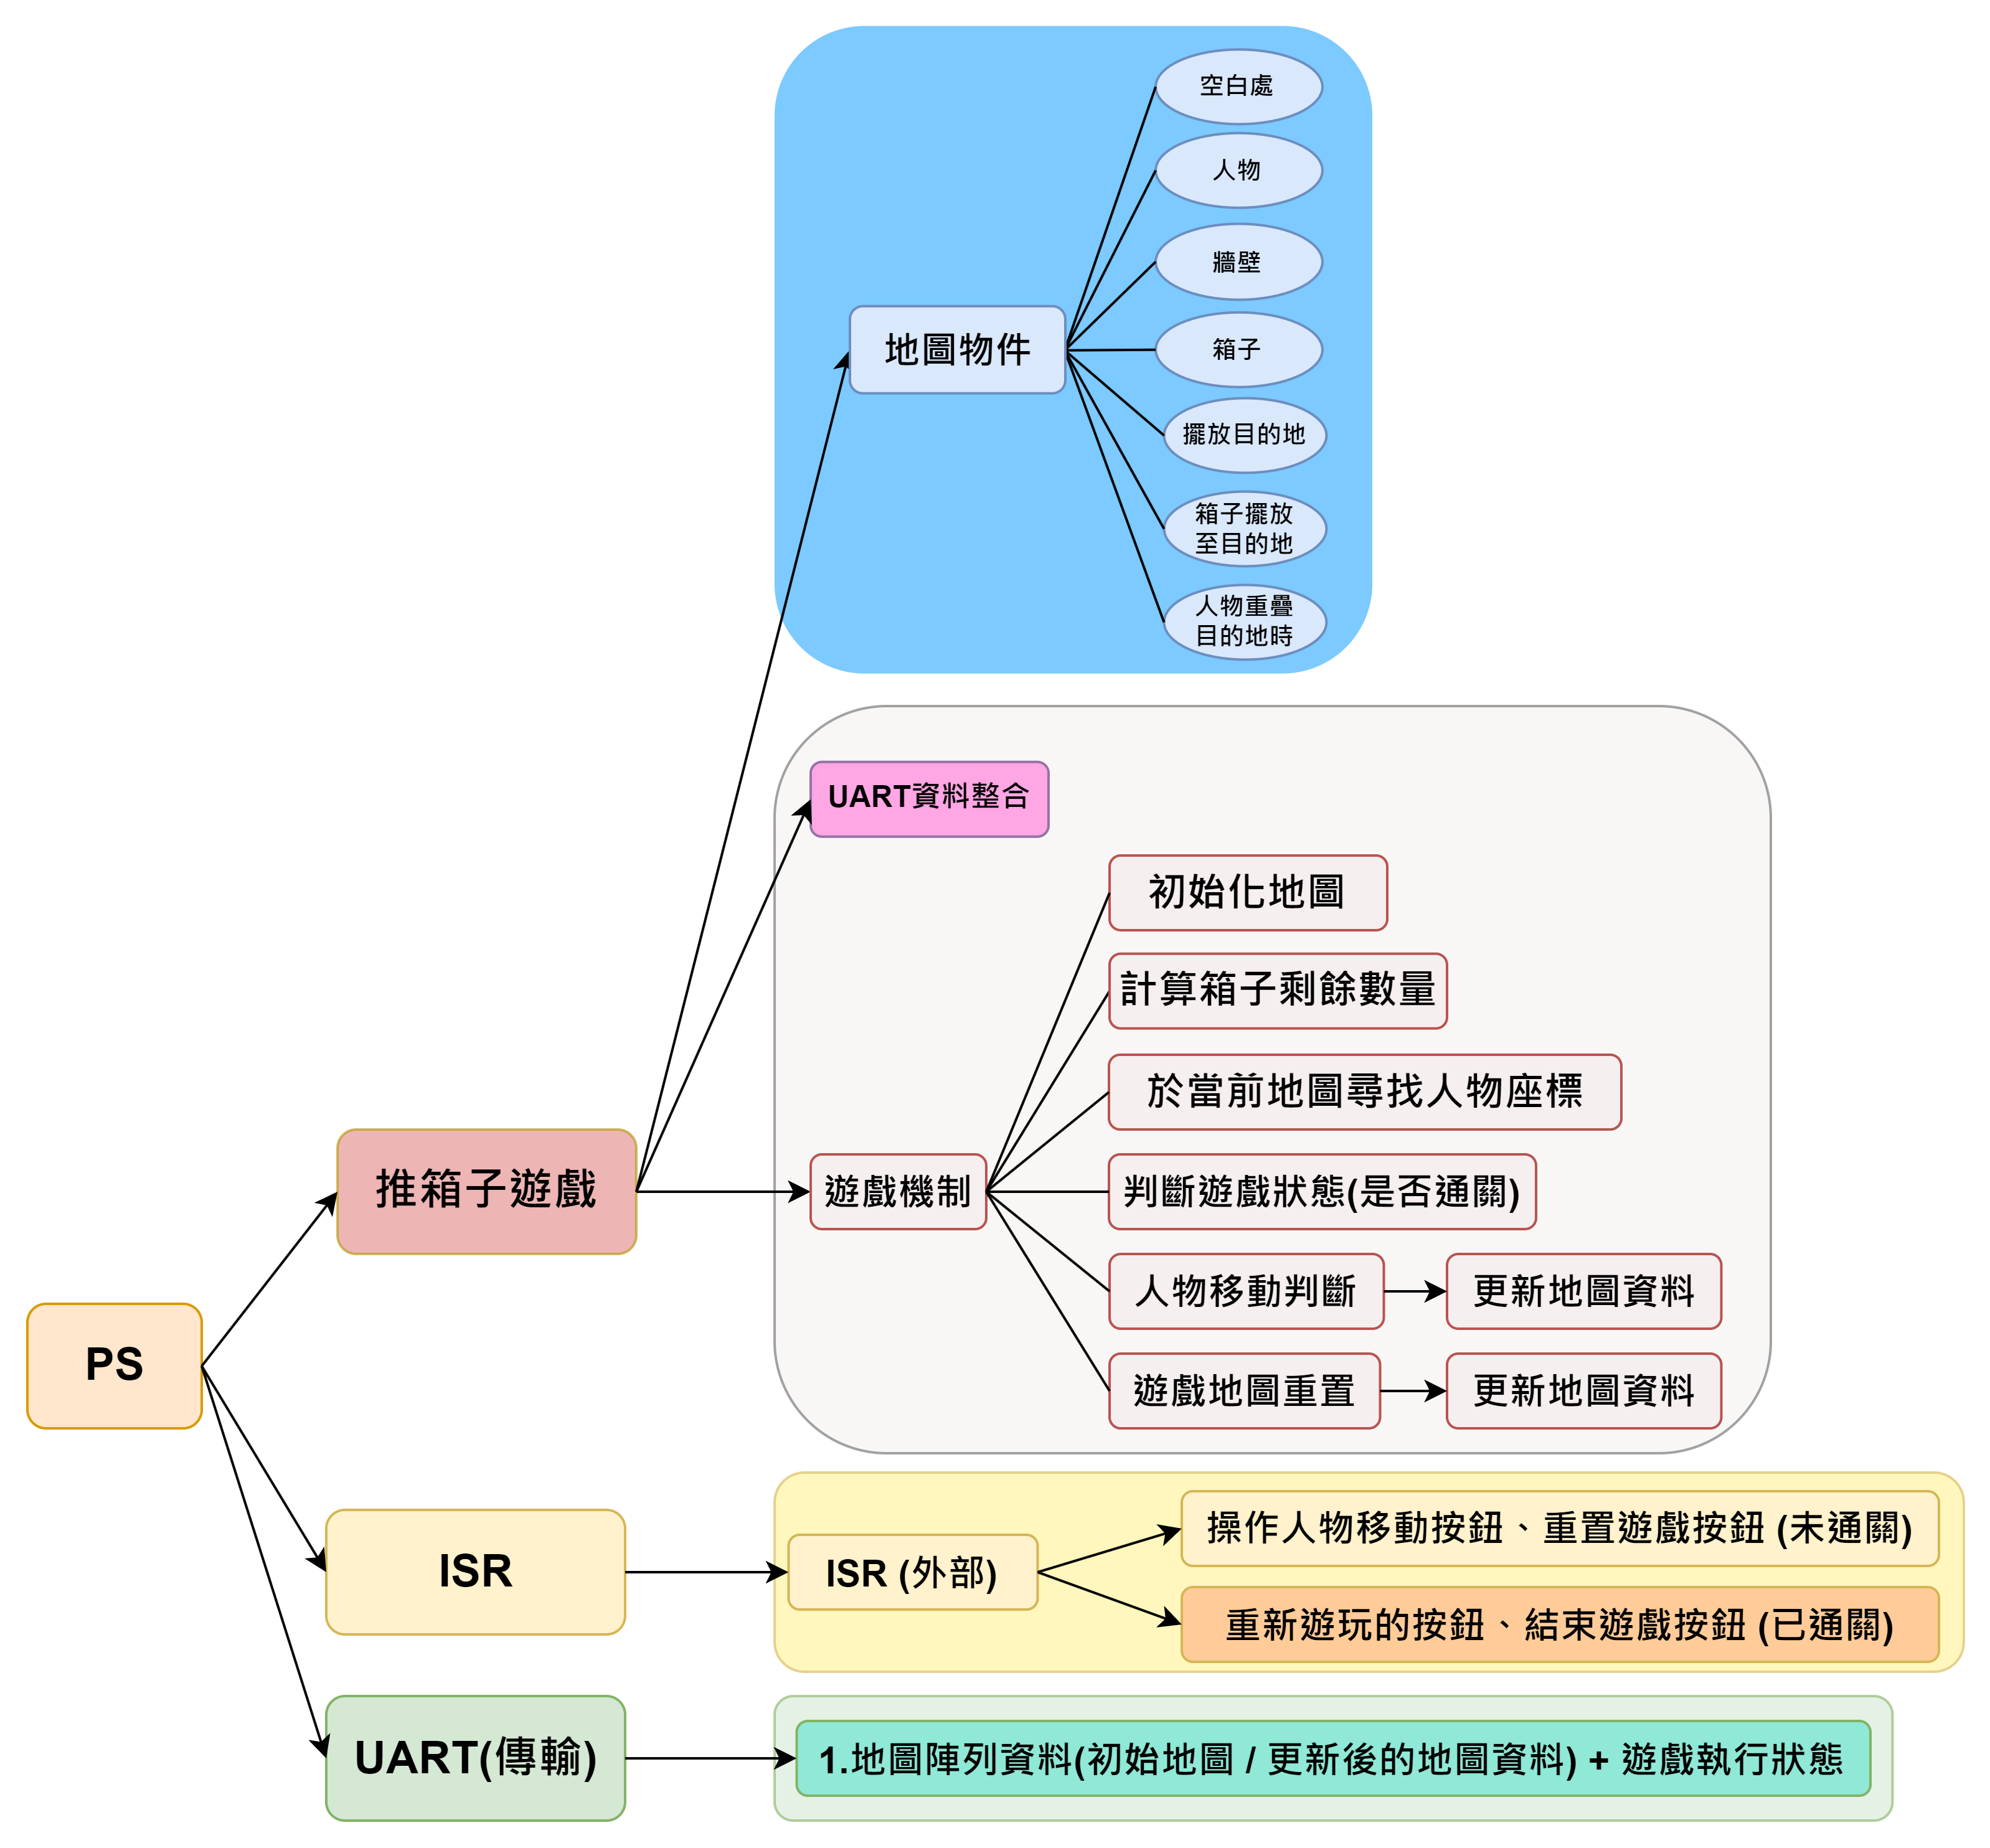 空白處
人物
牆壁
箱子
地圖物件
擺放目的地
箱子擺放
至目的地
人物重疊
目的地時
UART資料整合
初始化地圖
計算箱子剩餘數量
於當前地圖尋找人物座標
推箱子遊戲
遊戲機制
判斷遊戲狀態(是否通關)
人物移動判斷
更新地圖資料
PS
遊戲地圖重置
更新地圖資料
操作人物移動按鈕、重置遊戲按鈕 (未通關)
ISR
ISR (外部)
重新遊玩的按鈕、結束遊戲按鈕 (已通關)
UART(傳輸)
1.地圖陣列資料(初始地圖 / 更新後的地圖資料) + 遊戲執行狀態